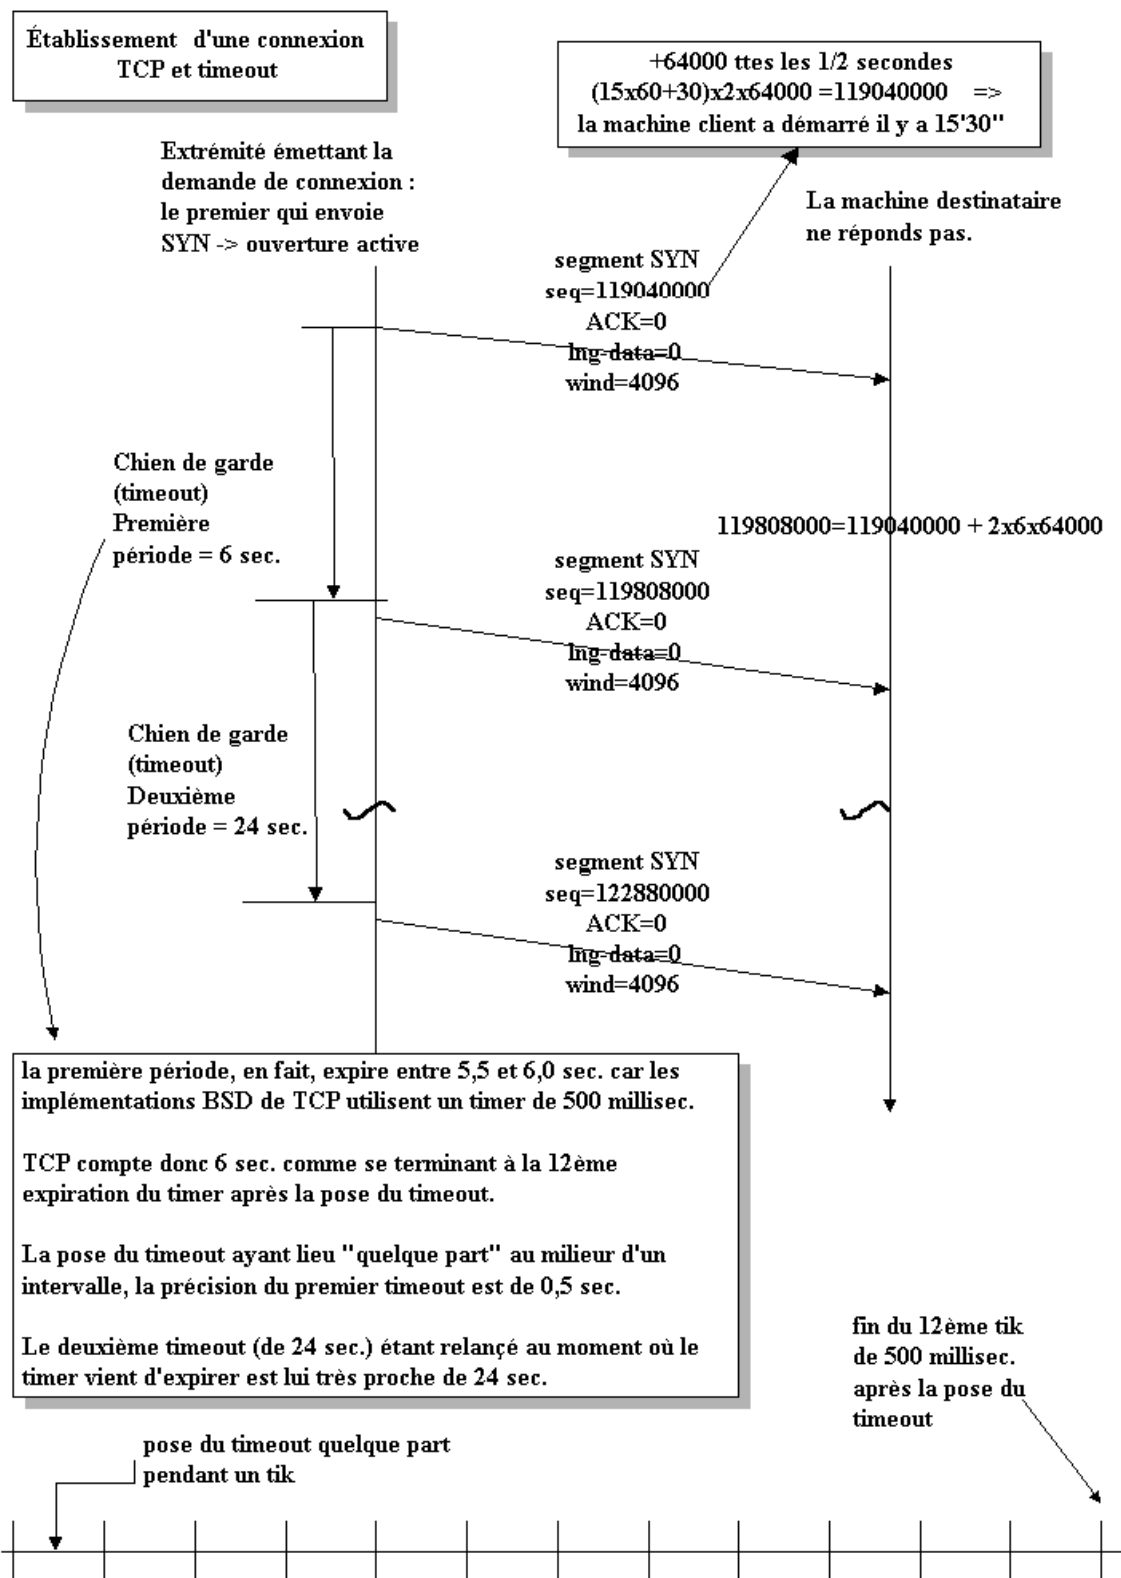 Établissement d'une connexion
TCP et timeout
+64000 ttes les 1/2 secondes
(15x60+30)x2x64000 =119040000 =>
la machine client a démarré il y a 15'30"
Extrémité émettant la
demande de connexion :
le premier qui envoie
SYN -> ouverture active
La machine destinataire
ne réponds pas.
segment SYN
seq=119040000
ACK=0
lng-data=0
wind=4096
Chien de garde
(timeout)
Première
période = 6 sec.
119808000=119040000 + 2x6x64000
segment SYN
seq=119808000
ACK=0
lng-data=0
wind=4096
Chien de garde
(timeout)
Deuxième
période = 24 sec.
segment SYN
seq=122880000
ACK=0
lng-data=0
wind=4096
la première période, en fait, expire entre 5,5 et 6,0 sec. car les
implémentations BSD de TCP utilisent un timer de 500 millisec.
TCP compte donc 6 sec. comme se terminant à la 12ème
expiration du timer après la pose du timeout.
La pose du timeout ayant lieu "quelque part" au milieur d'un
intervalle, la précision du premier timeout est de 0,5 sec.
Le deuxième timeout (de 24 sec.) étant relançé au moment où le
timer vient d'expirer est lui très proche de 24 sec.
fin du 12ème tik
de 500 millisec.
après la pose du
timeout
pose du timeout quelque part
pendant un tik